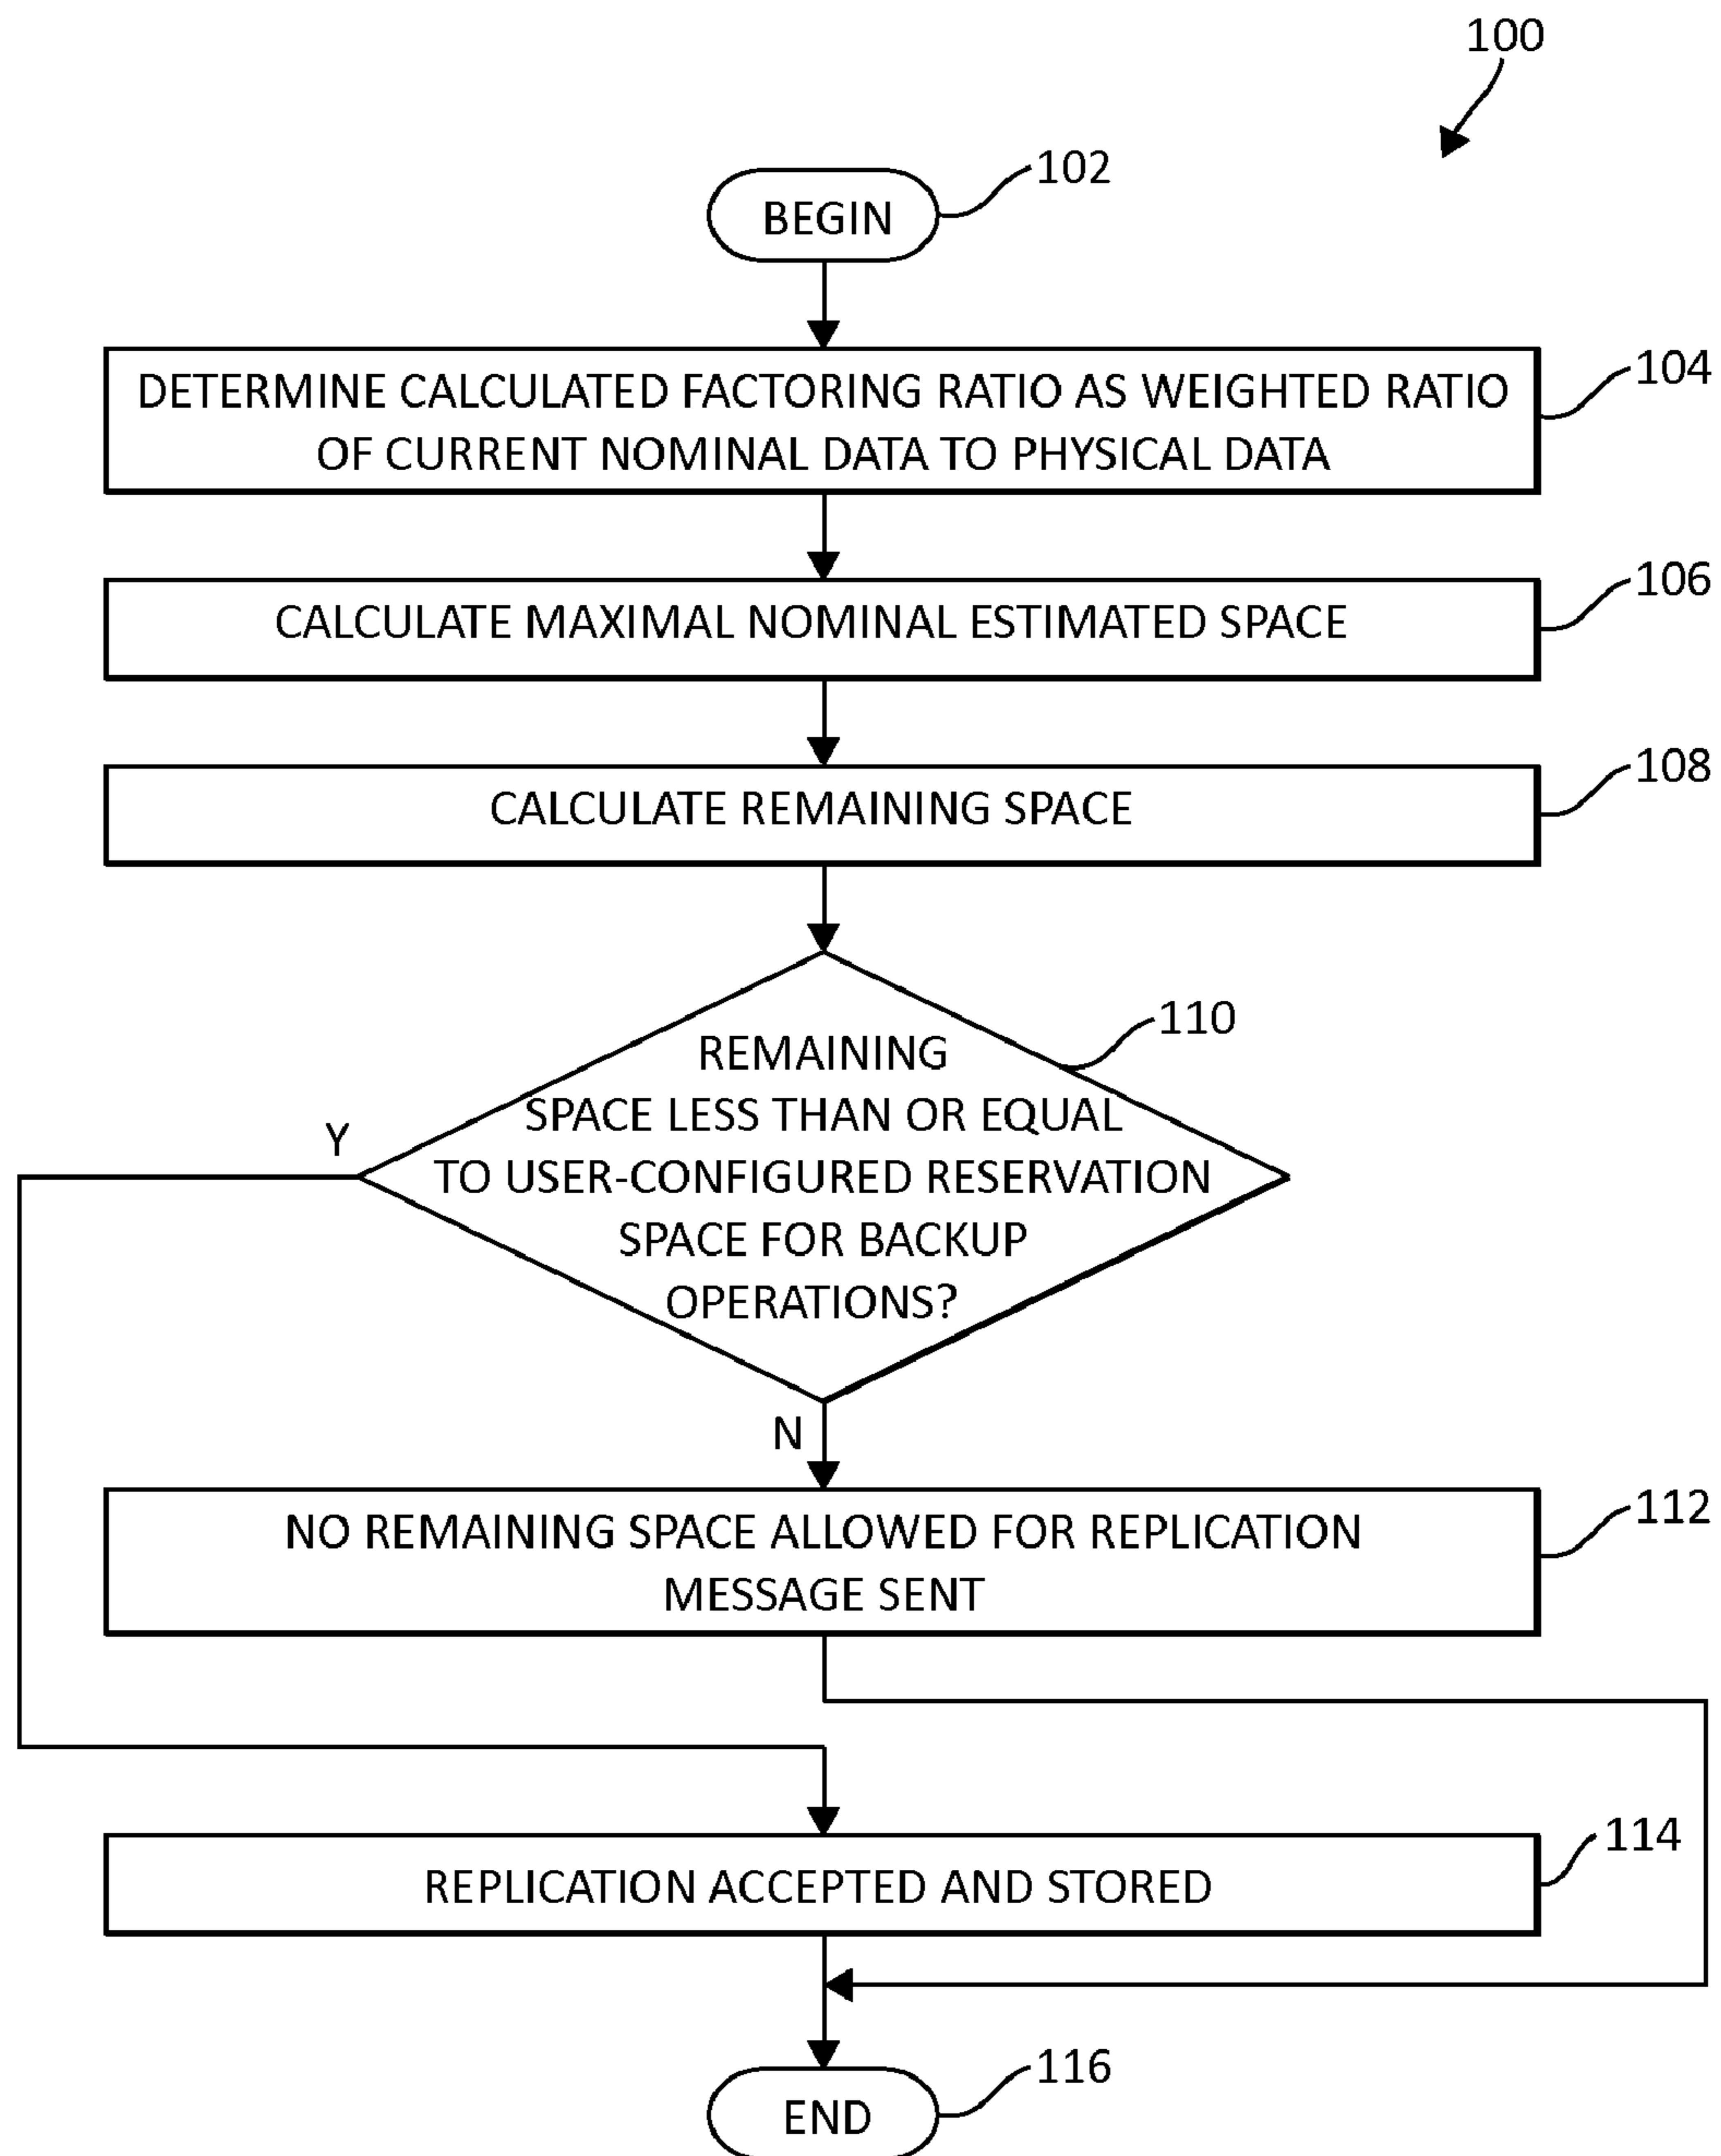 100
102
BEGIN
104
DETERMINE CALCULATED FACTORING RATIO AS WEIGHTED RATIO
OF CURRENT NOMINAL DATA TO PHYSICAL DATA
106
CALCULATE MAXIMAL NOMINAL ESTIMATED SPACE
108
CALCULATE REMAINING SPACE
110
REMAINING
SPACE LESS THAN OR EQUAL
TO USER-CONFIGURED RESERVATION
SPACE FOR BACKUP
OPERATIONS?
Y
N
112
NO REMAINING SPACE ALLOWED FOR REPLICATION
MESSAGE SENT
114
REPLICATION ACCEPTED AND STORED
116
END